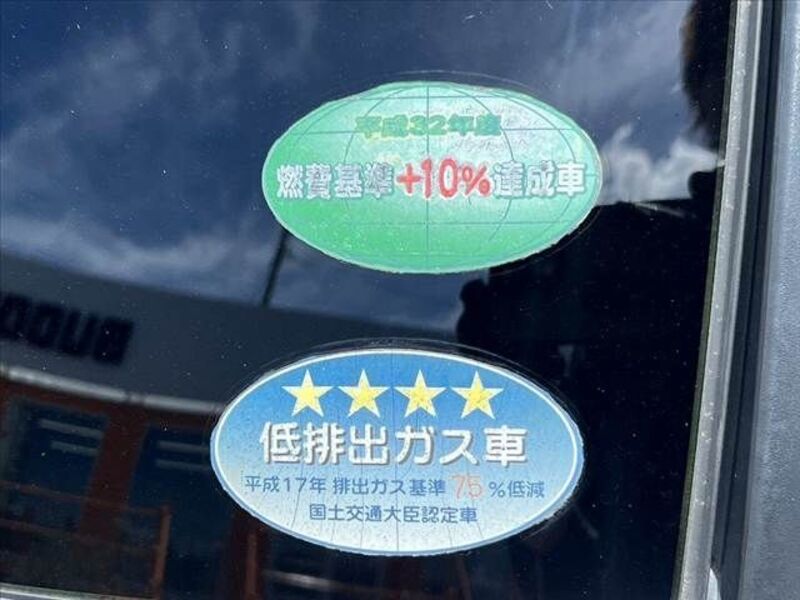 平成32年度
燃費基準+10%達成車
★★★★
低排出ガス車
平成17年 排出ガス基準 75 %低減
国土交通大臣認定車